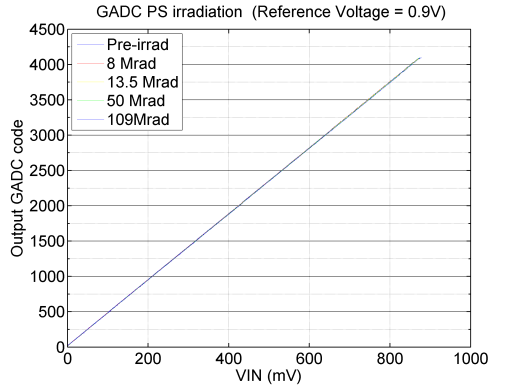 GADC PS irradiation (Reference Voltage = 0.9V)
Pre-irrad
8 Mrad
13.5 Mrad
50 Mrad
109Mrad
Output GADC code
4500
4000
3500
3000
2500
2000
1500
1000
500
0
0 200 400 600 800 1000
VIN (mV)